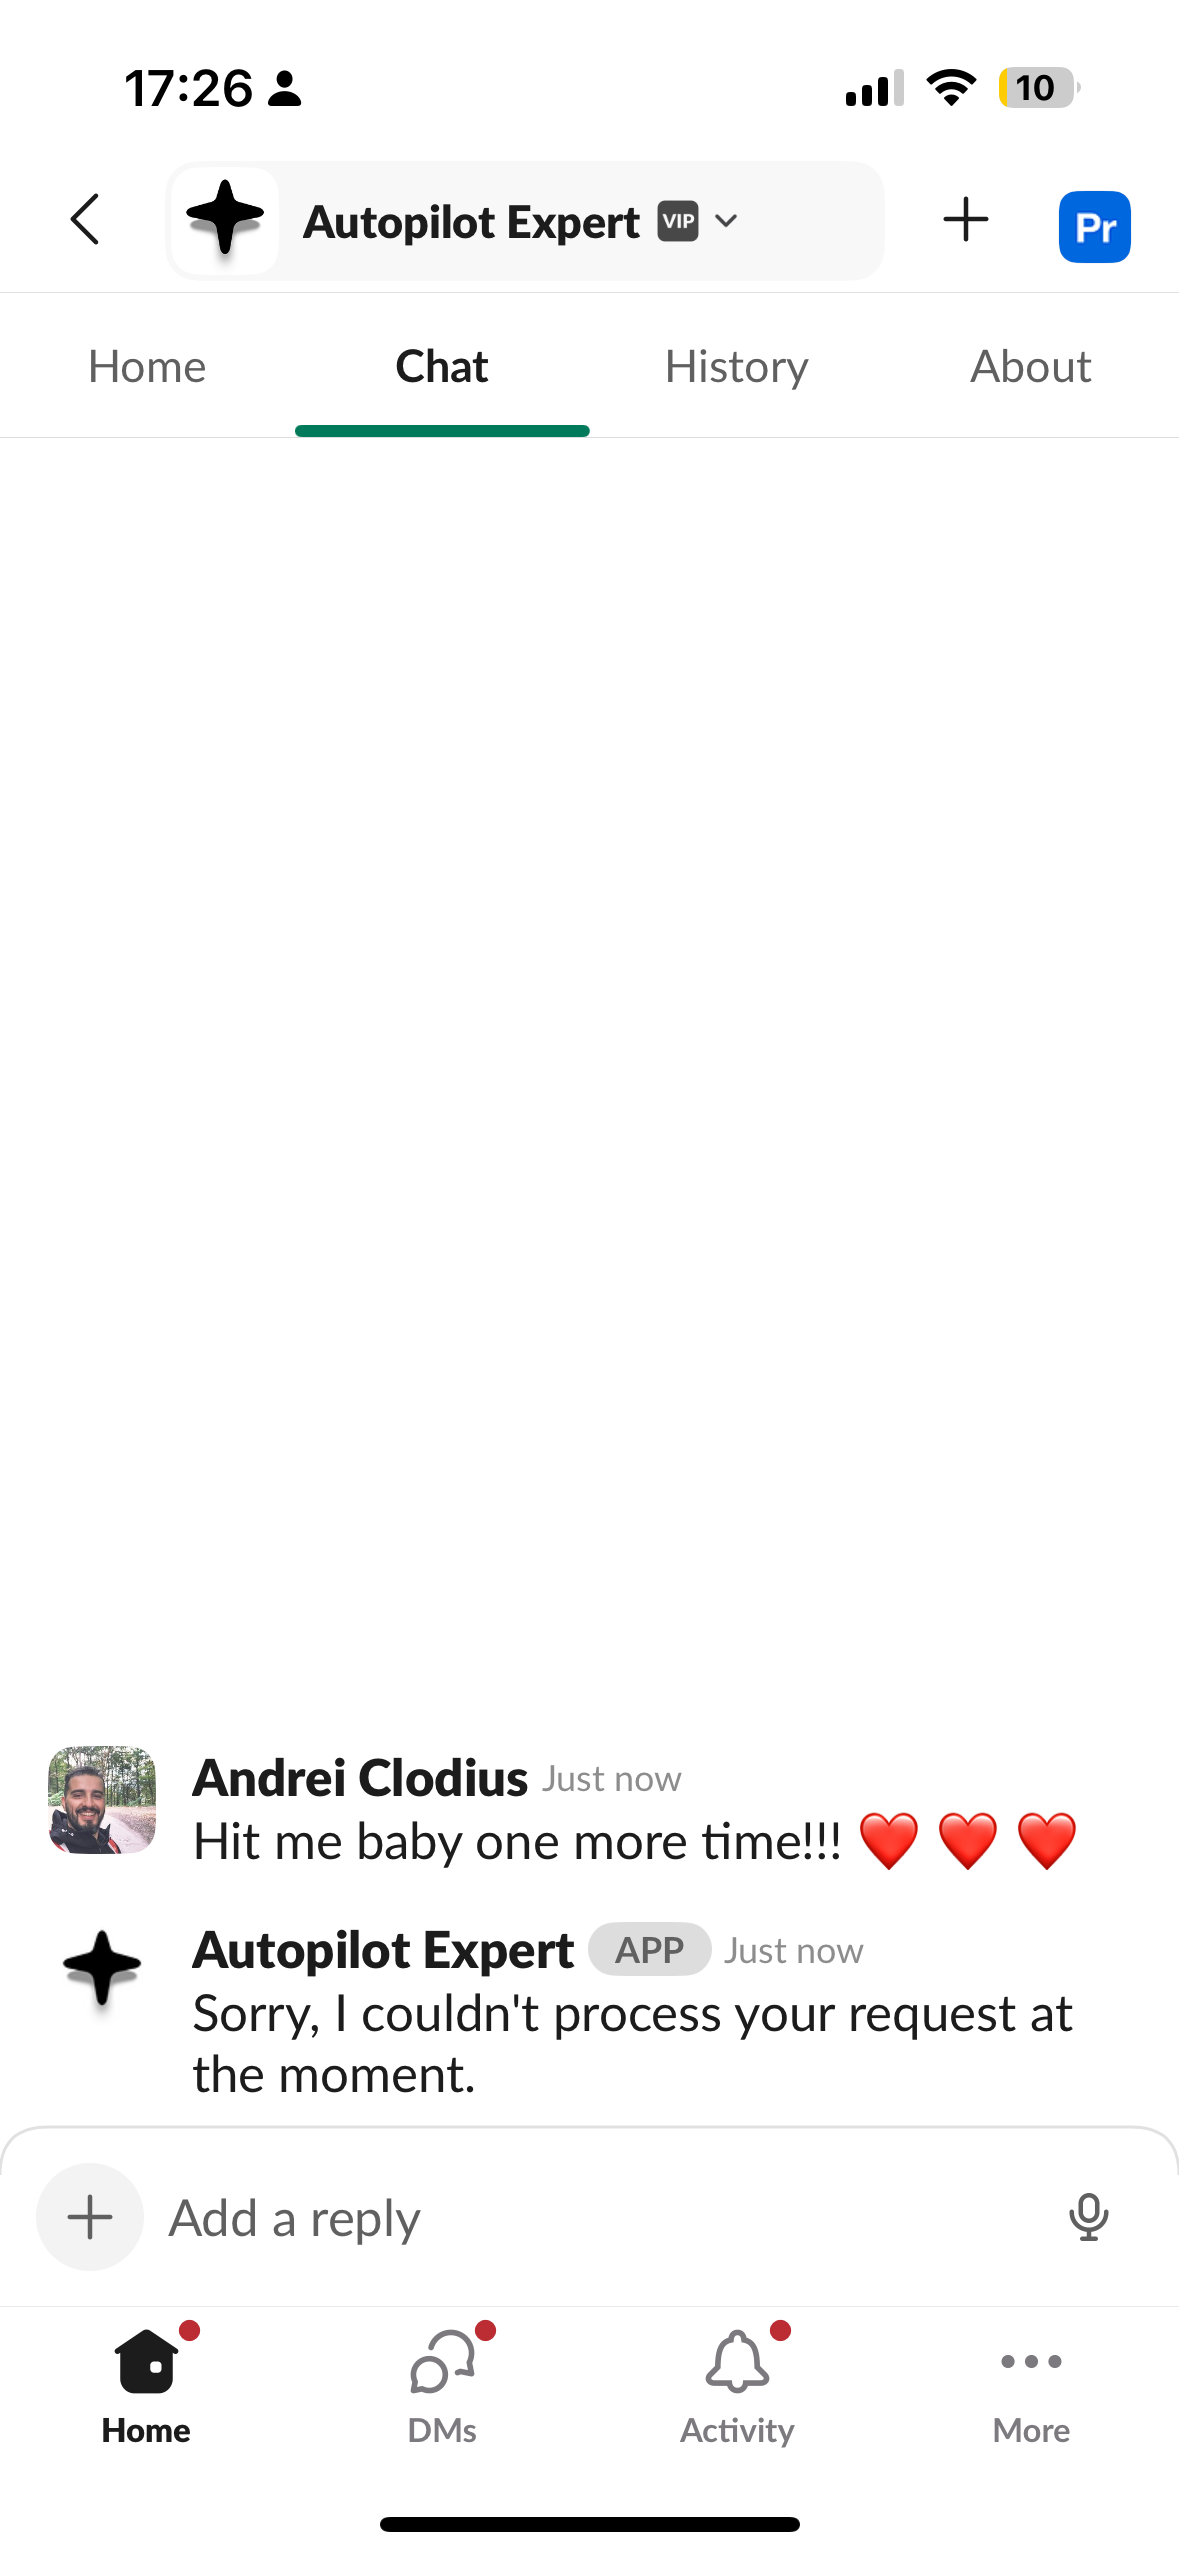 17:26
10
Autopilot Expert VIP
Pr
Home Chat History About
Andrei Clodius Just now
Hit me baby one more time!!! ❤️ ❤️ ❤️
Autopilot Expert APP Just now
Sorry, I couldn't process your request at
the moment.
Add a reply
Home DMs Activity More